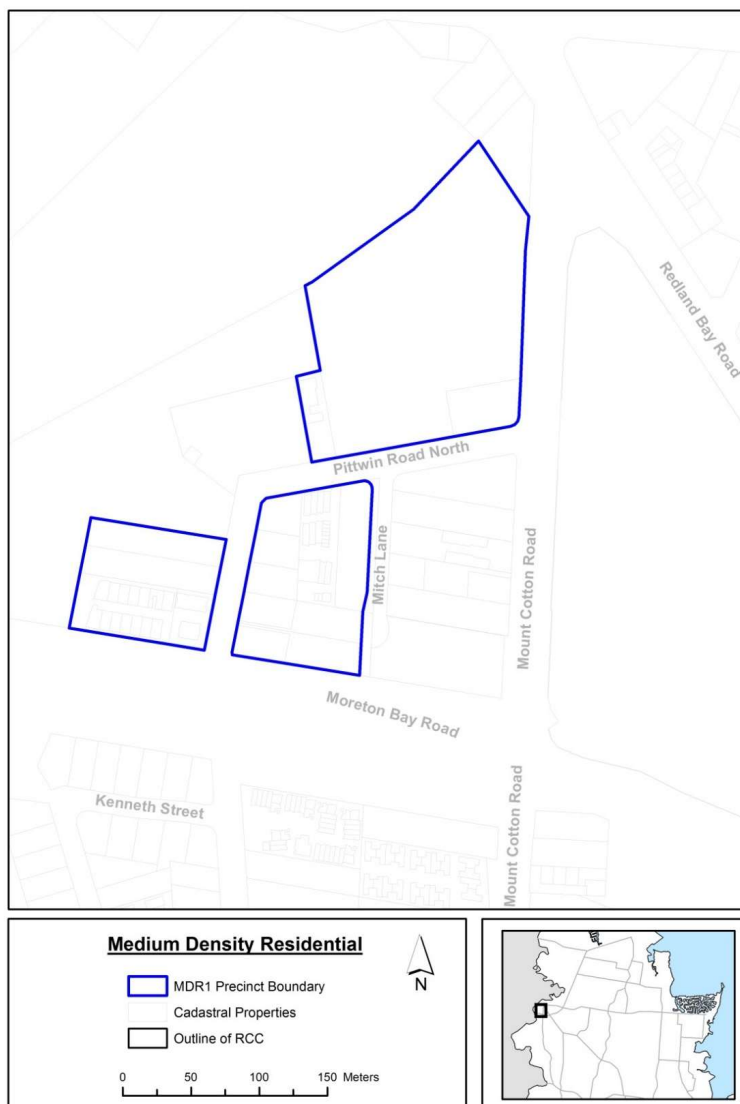 Redland Bay Road
Pittwin Road North
Mitch Lane
Mount Cotton Road
Moreton Bay Road
Kenneth Street
Mount Cotton Road
Medium Density Residential
MDR1 Precinct Boundary
Cadastral Properties
Outline of RCC
N
0 50 100 150 Meters